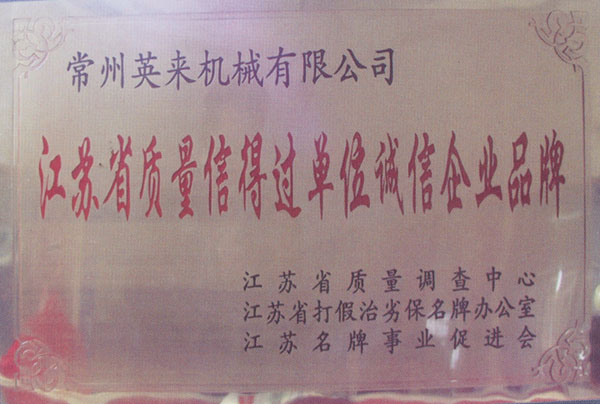 常州英来机械有限公司
江苏省质量信得过单位诚信企业品牌
江苏省质量调查中心
江苏省打假治劣保名牌办公室
江苏名牌事业促进会